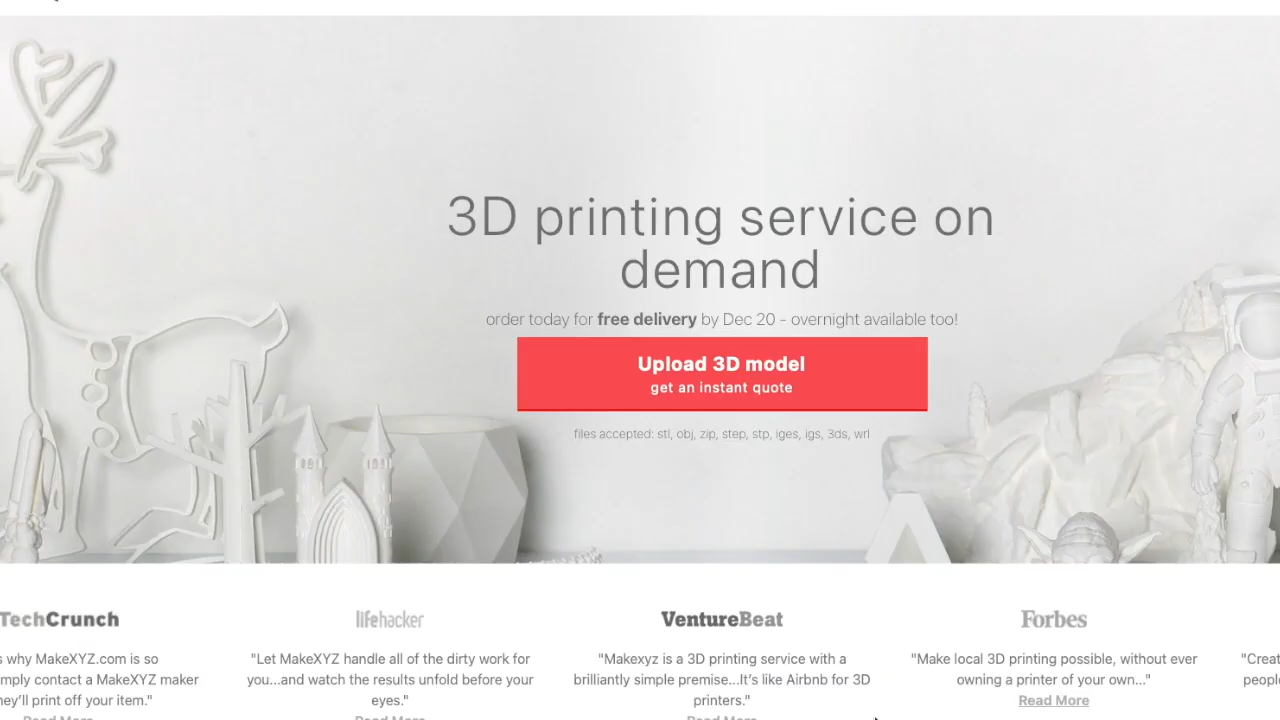 3D printing service on
demand
order today for free delivery by Dec 20 - overnight available too!
Upload 3D model
get an instant quote
files accepted: stl, obj, zip, step, stp, iges, igs, 3ds, wrl
TechCrunch
why MakeXYZ.com is so
contact a MakeXYZ maker
print off your item."
Read More
lifehacker
"Let MakeXYZ handle all of the dirty work for
you...and watch the results unfold before your
eyes."
Read More
VentureBeat
"Makexyz is a 3D printing service with a
brilliantly simple premise...It's like Airbnb for 3D
printers."
Read More
Forbes
"Make local 3D printing possible, without ever
owning a printer of your own..."
Read More